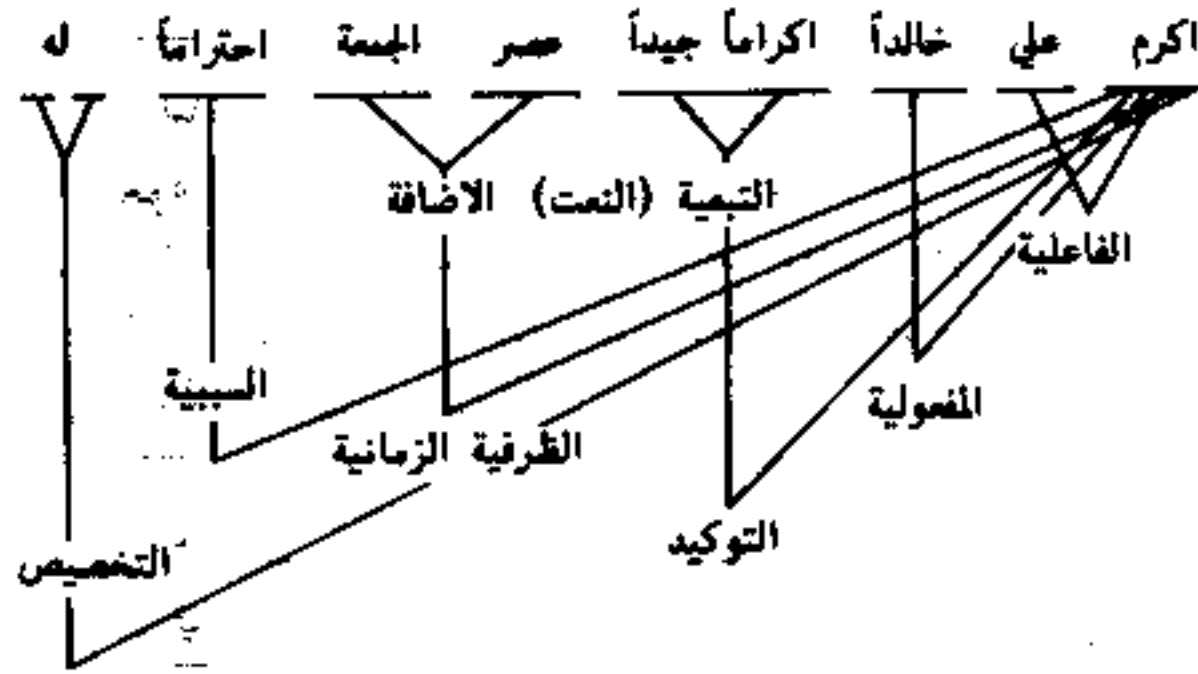 اكرم علي خالداً اكراماً جيداً عصر الجمعة احتراماً له
التبعية (النعت) الاضافة
الفاعلية
السببية
المفعولية
الظرفية الزمانية
التوكيد
التخصيص